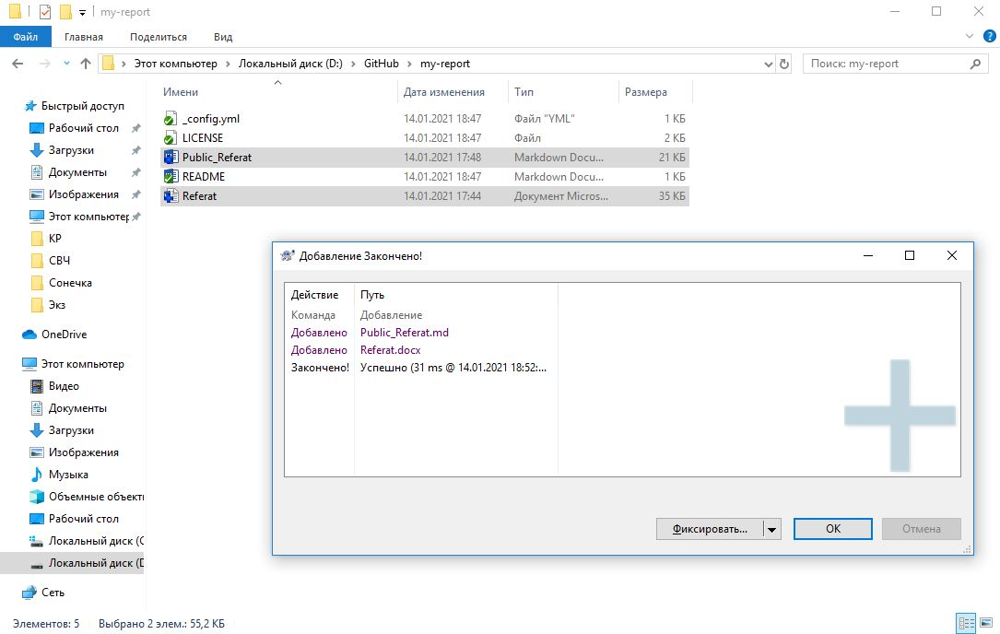 my-report
Файл Главная Поделиться Вид
Этот компьютер Локальный диск (D:) GitHub my-report Поиск: my-report
Имени Дата изменения Тип Размера
_config.yml 14.01.2021 18:47 Файл "YML" 1 КБ
LICENSE 14.01.2021 18:47 Файл 2 КБ
Public_Referat 14.01.2021 17:48 Markdown Docu... 21 КБ
README 14.01.2021 18:47 Markdown Docu... 1 КБ
Referat 14.01.2021 17:44 Документ Micros... 35 КБ
Быстрый доступ
Рабочий стол
Загрузки
Документы
Изображения
Этот компьютер
КР
СВЧ
Сонечка
Экз
OneDrive
Этот компьютер
Видео
Документы
Загрузки
Изображения
Музыка
Объемные объекты
Рабочий стол
Локальный диск (C
Локальный диск (D
Сеть
Добавление Закончено!
Действие Путь
Команда Добавление
Добавлено Public_Referat.md
Добавлено Referat.docx
Закончено! Успешно (31 ms @ 14.01.2021 18:52:...
Фиксировать... ОК Отмена
Элементов: 5 Выбрано 2 элем.: 55,2 КБ